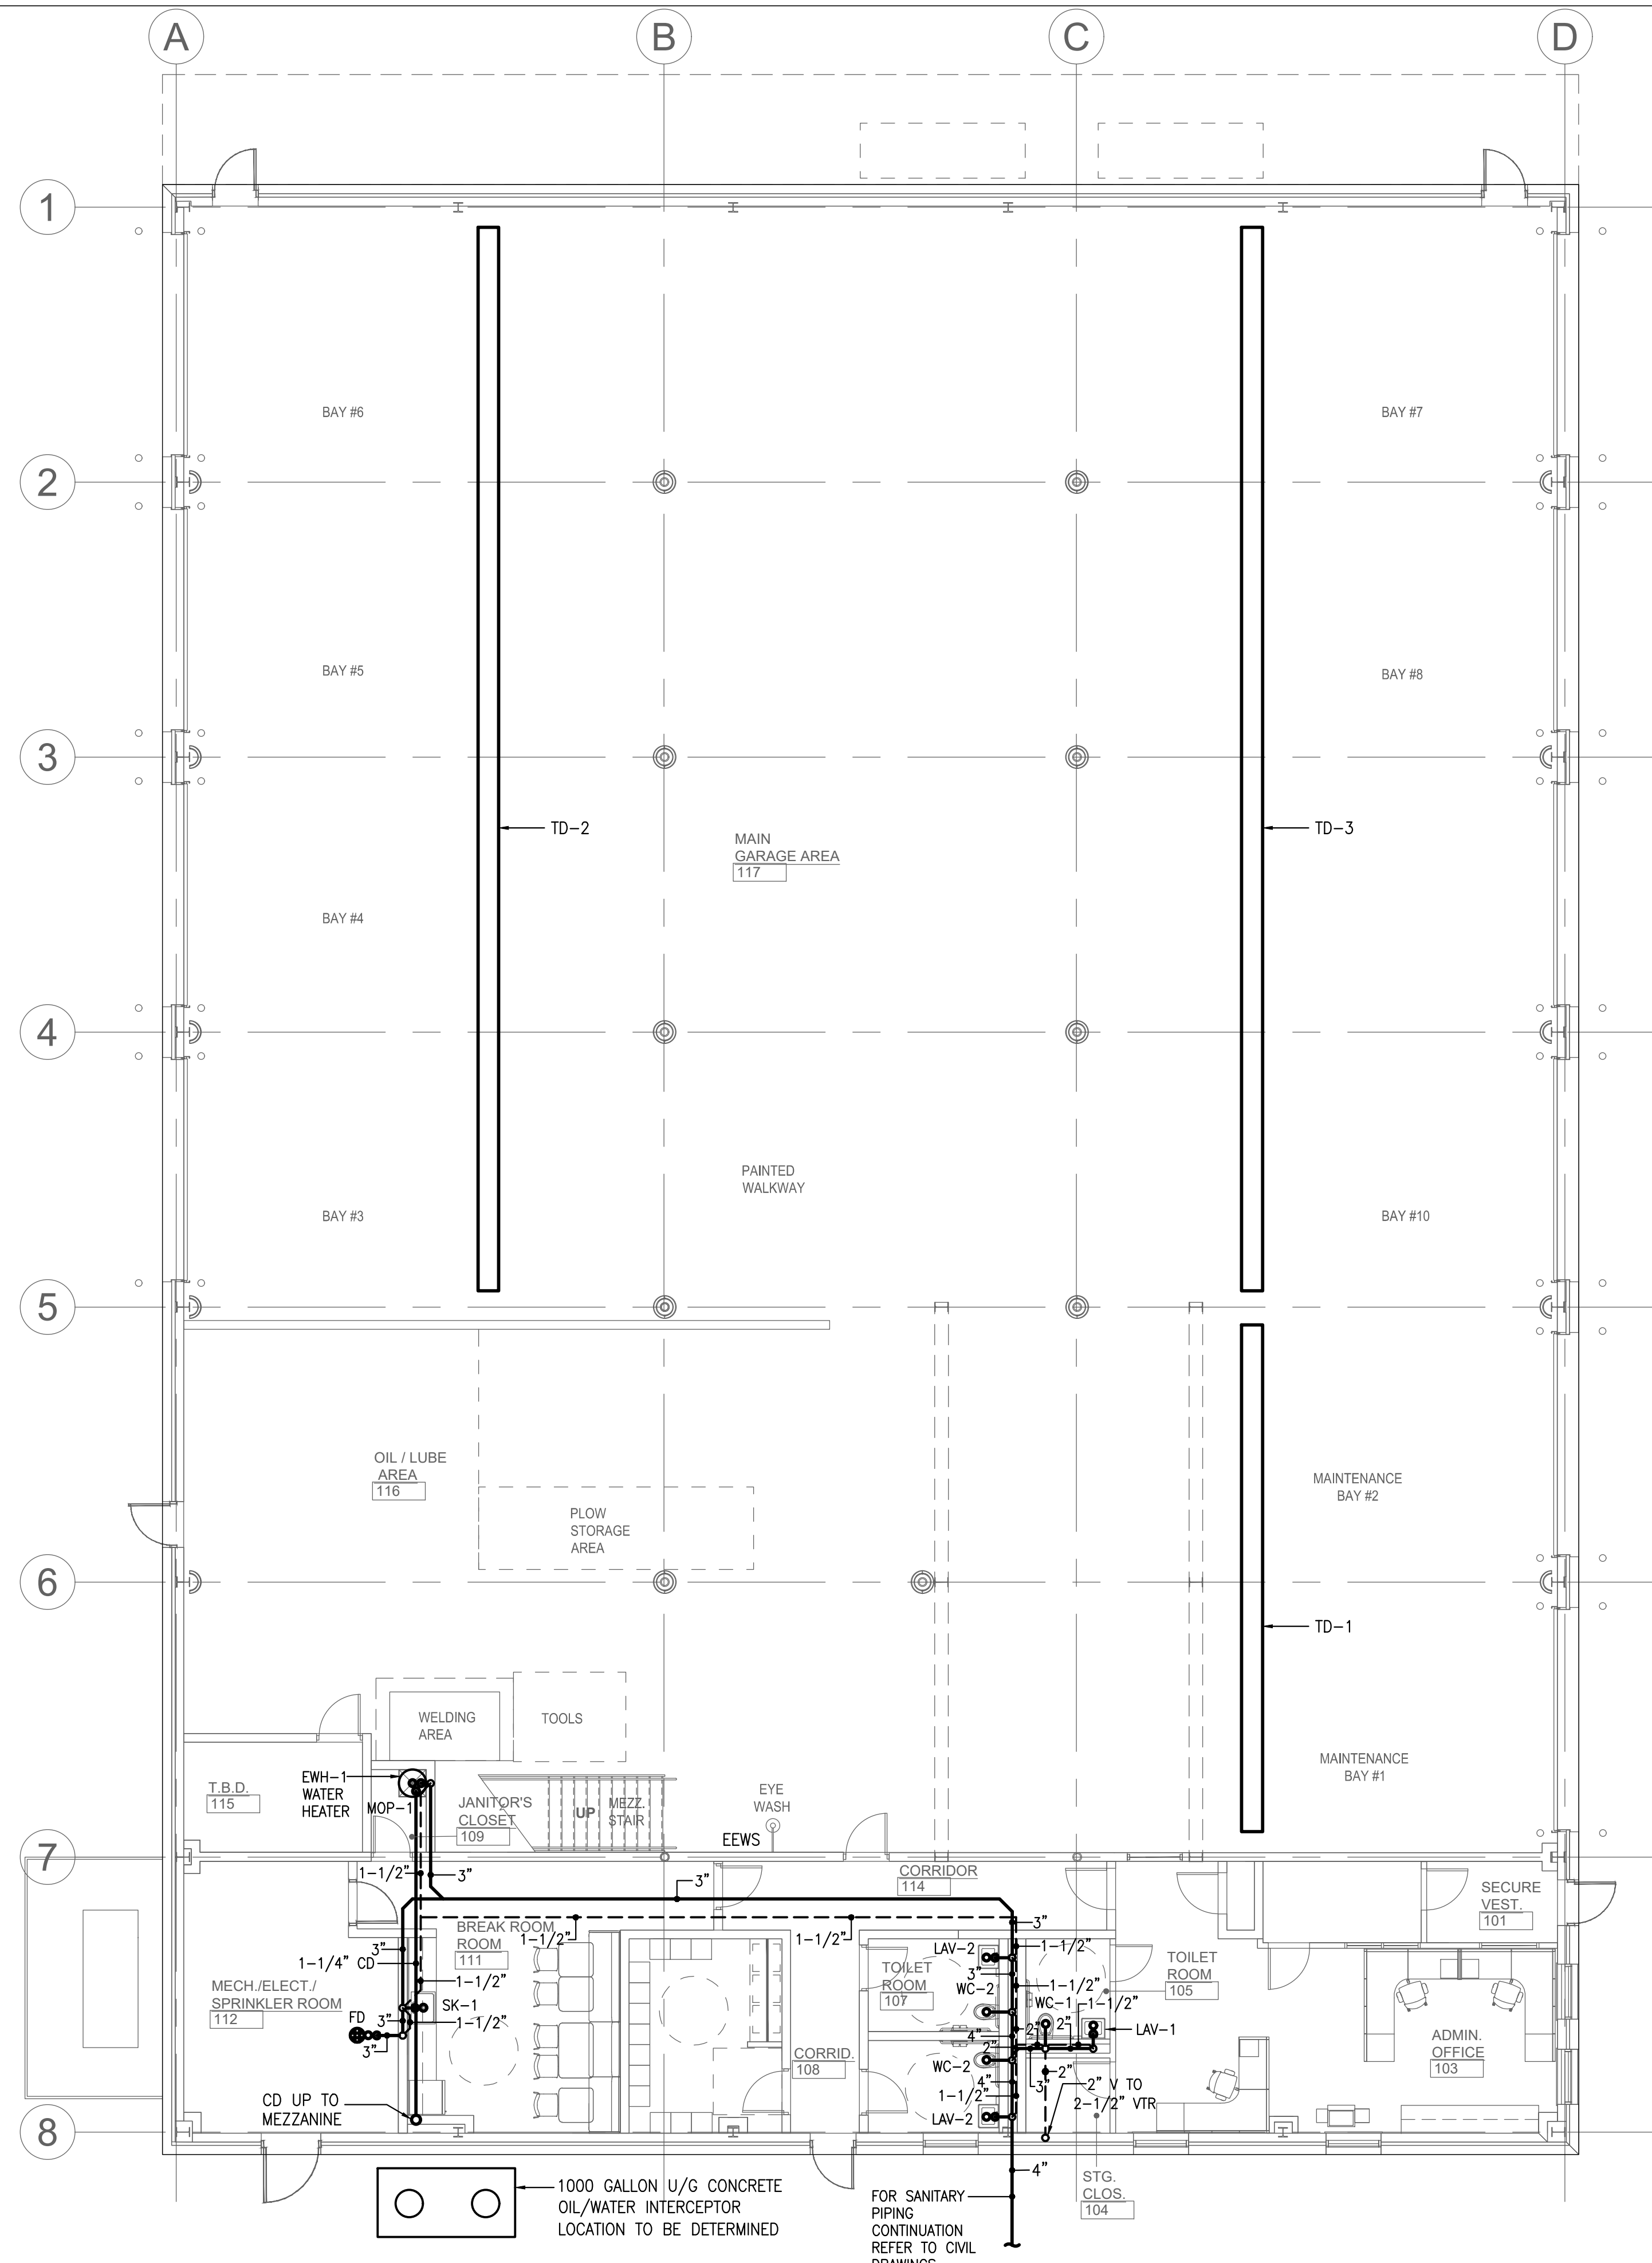 A
B
C
D
1
BAY #6
BAY #7
2
BAY #5
BAY #8
3
TD-2
TD-3
MAIN
GARAGE AREA
117
BAY #4
4
PAINTED
WALKWAY
BAY #3
BAY #10
5
OIL / LUBE
AREA
116
MAINTENANCE
BAY #2
PLOW
STORAGE
AREA
6
TD-1
WELDING
AREA
TOOLS
MAINTENANCE
BAY #1
T.B.D.
115
EWH-1
WATER
HEATER
MOP-1
JANITOR'S
CLOSET
109
UP
MEZZ.
STAIR
EYE
WASH
EEWS
7
1-1/2"
3"
3"
CORRIDOR
114
SECURE
VEST.
101
BREAK ROOM
ROOM
111
1-1/2"
1-1/2"
3"
1-1/2"
3"
1-1/4" CD
1-1/2"
LAV-2
3"
WC-2
1-1/2"
TOILET
ROOM
107
TOILET
ROOM
105
MECH./ELECT./
SPRINKLER ROOM
112
SK-1
FD
3"
1-1/2"
3"
WC-1
1-1/2"
2"
2"
LAV-1
4"
2"
ADMIN.
OFFICE
103
CORRID.
108
WC-2
3"
2"
4"
1-1/2"
2" V TO
2-1/2" VTR
CD UP TO
MEZZANINE
LAV-2
8
4"
1000 GALLON U/G CONCRETE
OIL/WATER INTERCEPTOR
LOCATION TO BE DETERMINED
STG.
CLOS.
104
FOR SANITARY
PIPING
CONTINUATION
REFER TO CIVIL
DRAWINGS